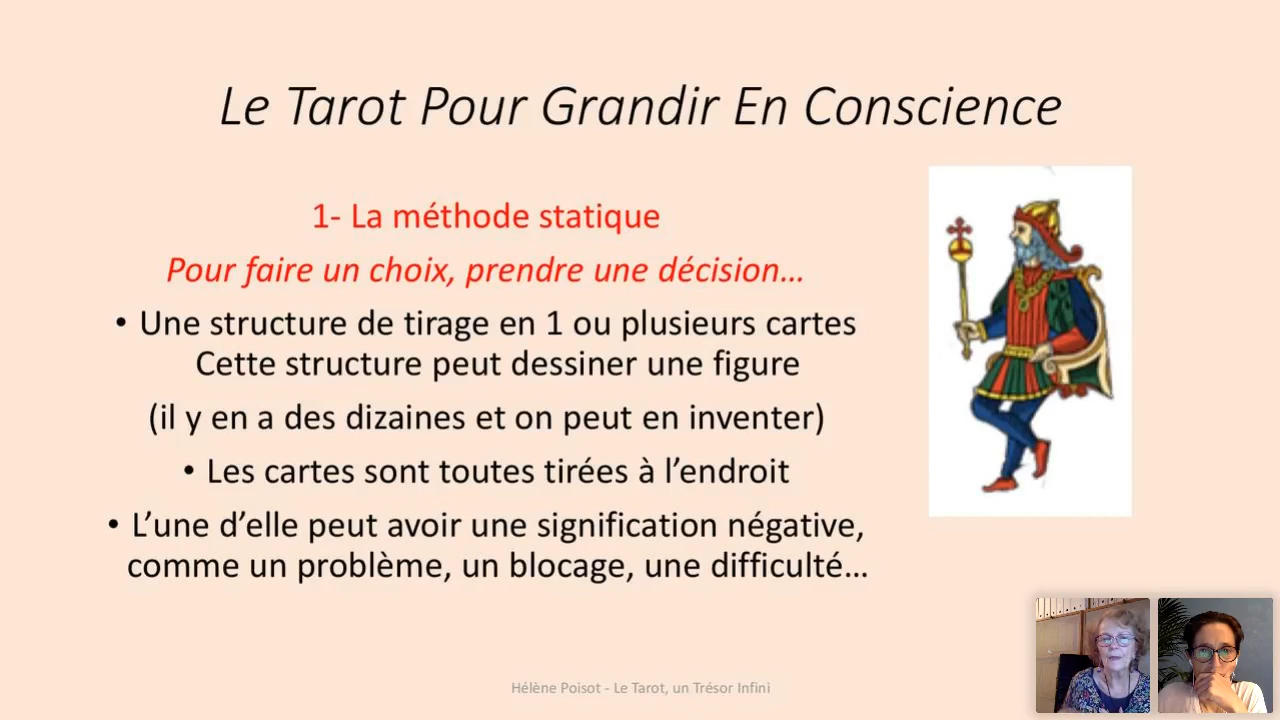 Le Tarot Pour Grandir En Conscience
1- La méthode statique
Pour faire un choix, prendre une décision...
• Une structure de tirage en 1 ou plusieurs cartes
Cette structure peut dessiner une figure
(il y en a des dizaines et on peut en inventer)
• Les cartes sont toutes tirées à l’endroit
• L’une d’elle peut avoir une signification négative,
comme un problème, un blocage, une difficulté...
Hélène Poisot - Le Tarot, un Trésor Infini